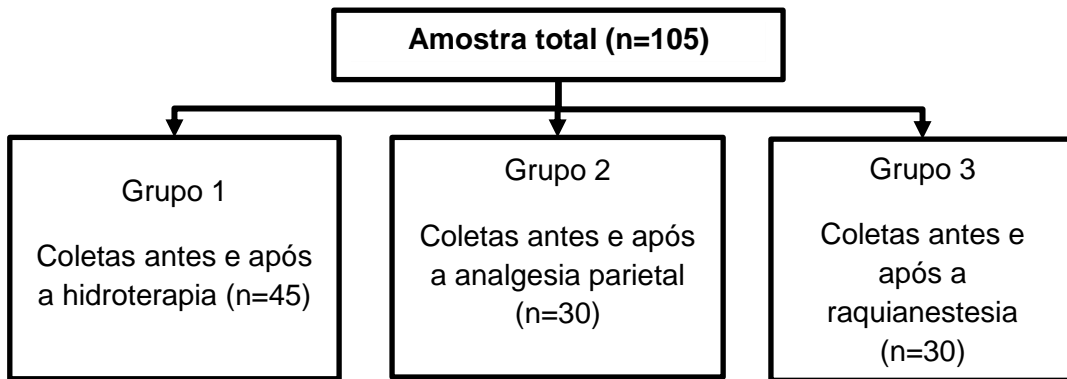 Amostra total (n=105)
Grupo 1
Coletas antes e após
a hidroterapia (n=45)
Grupo 2
Coletas antes e após
a analgesia parietal
(n=30)
Grupo 3
Coletas antes e
após a
raquianestesia
(n=30)